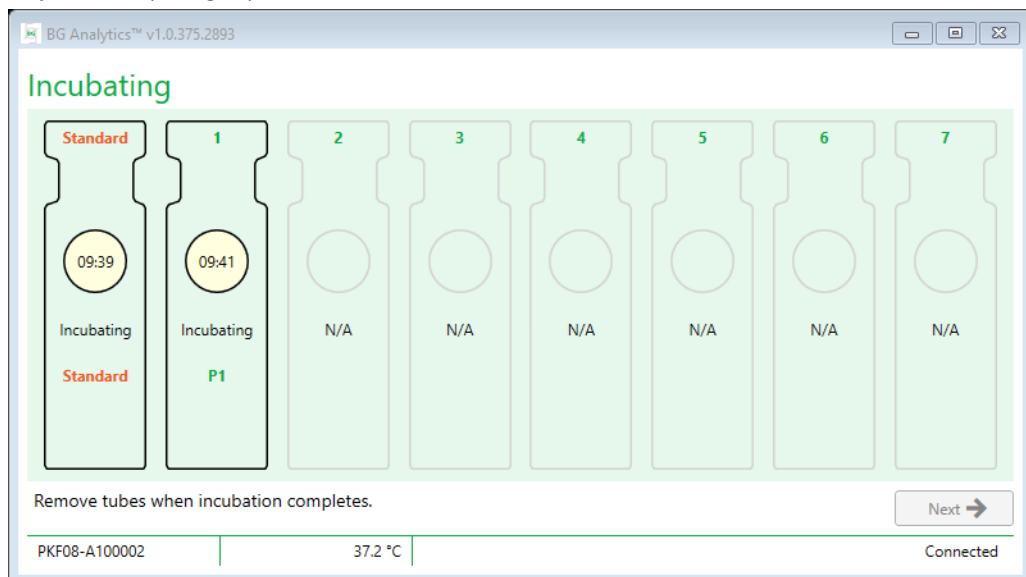 BG Analytics™ v1.0.375.2893
Incubating
Standard 1 2 3 4 5 6 7
09:39 09:41
Incubating Incubating N/A N/A N/A N/A N/A N/A
Standard P1
Remove tubes when incubation completes.
Next
PKF08-A100002 37.2 °C Connected